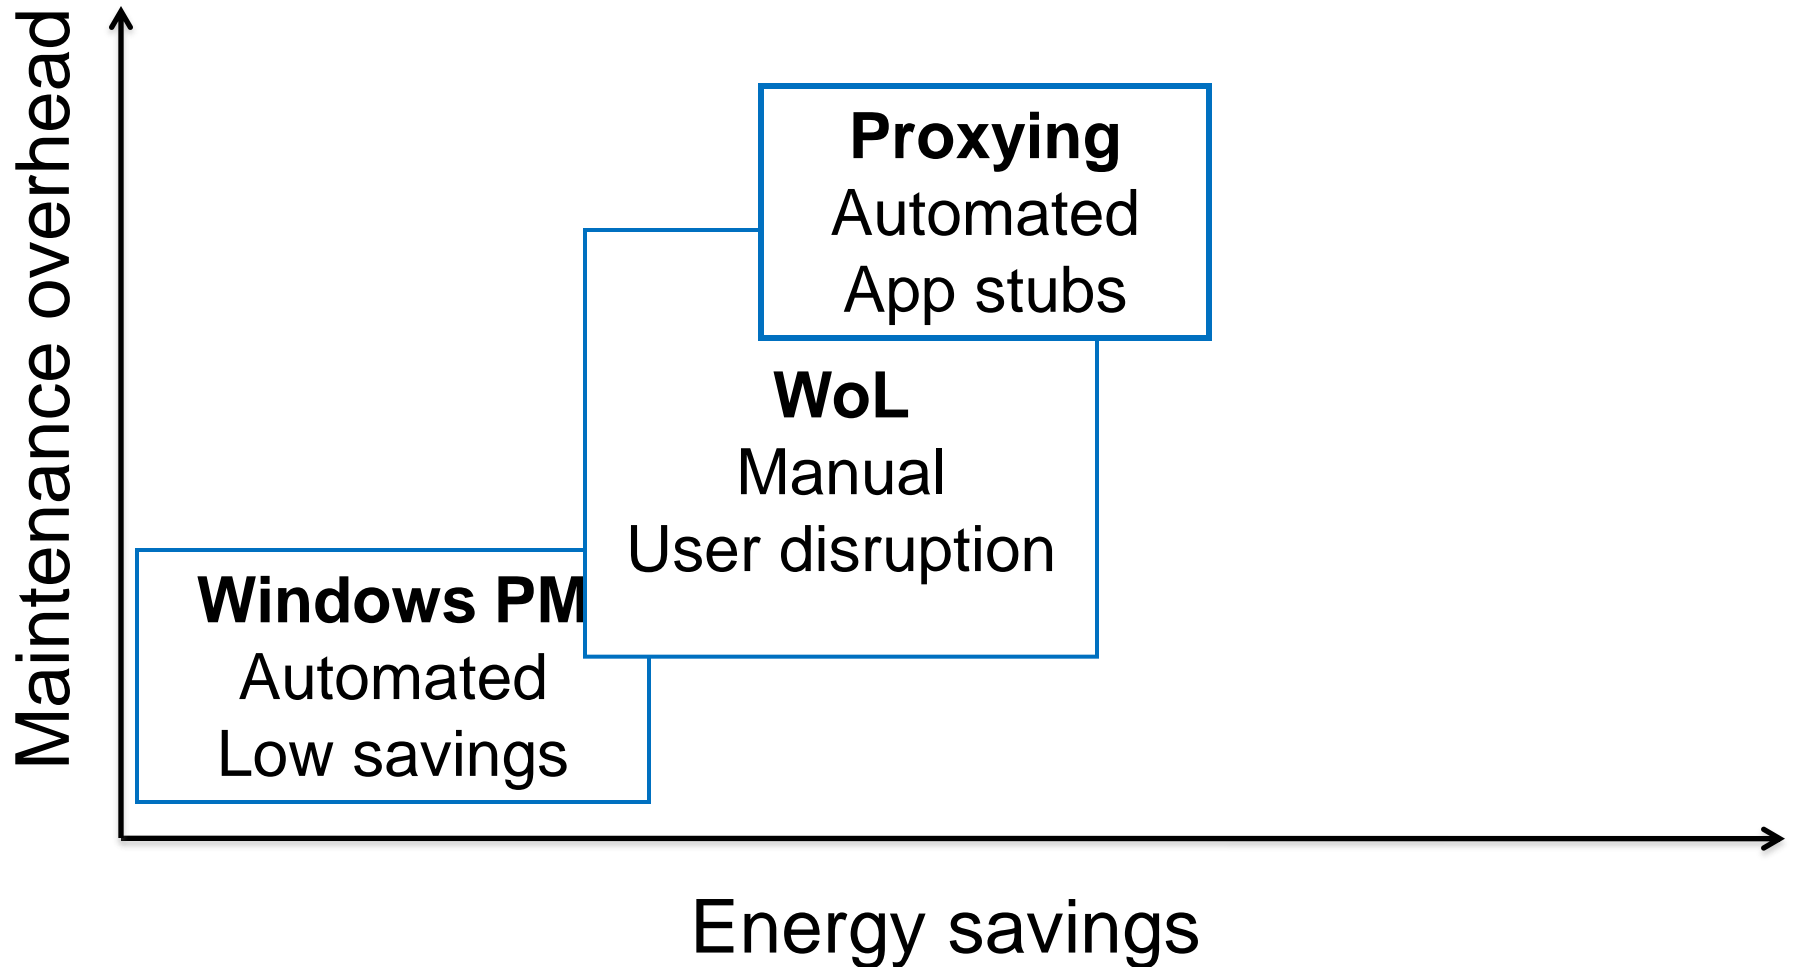 Maintenance overhead
Proxying
Automated
App stubs
WoL
Manual
User disruption
Windows PM
Automated
Low savings
Energy savings